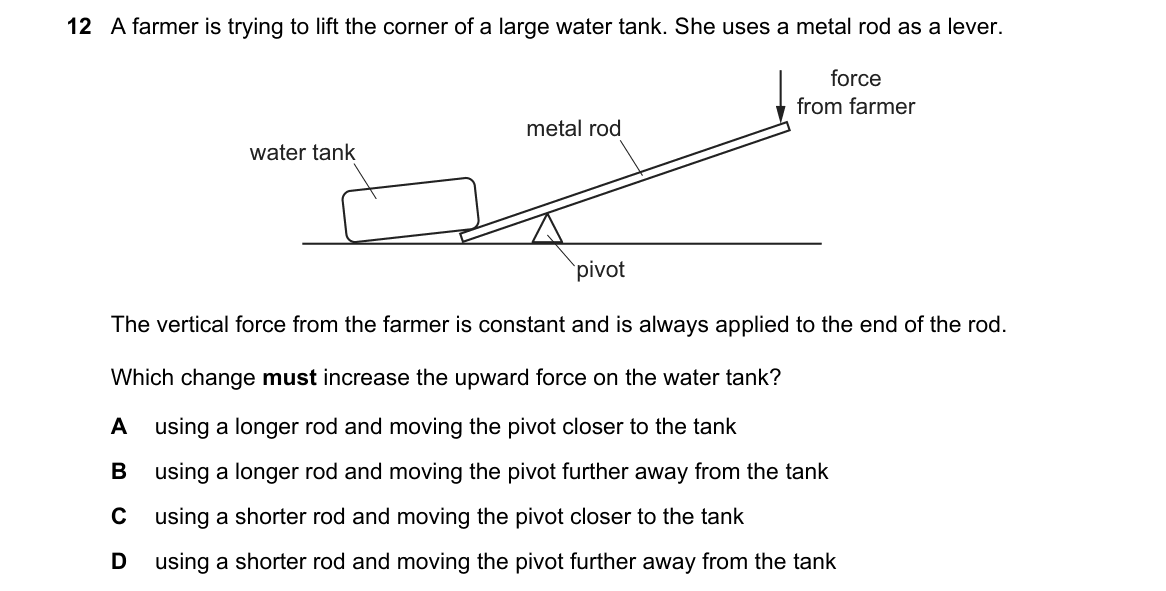 12 A farmer is trying to lift the corner of a large water tank. She uses a metal rod as a lever.
force
from farmer
metal rod
water tank
pivot
The vertical force from the farmer is constant and is always applied to the end of the rod.
Which change must increase the upward force on the water tank?
A using a longer rod and moving the pivot closer to the tank
B using a longer rod and moving the pivot further away from the tank
C using a shorter rod and moving the pivot closer to the tank
D using a shorter rod and moving the pivot further away from the tank